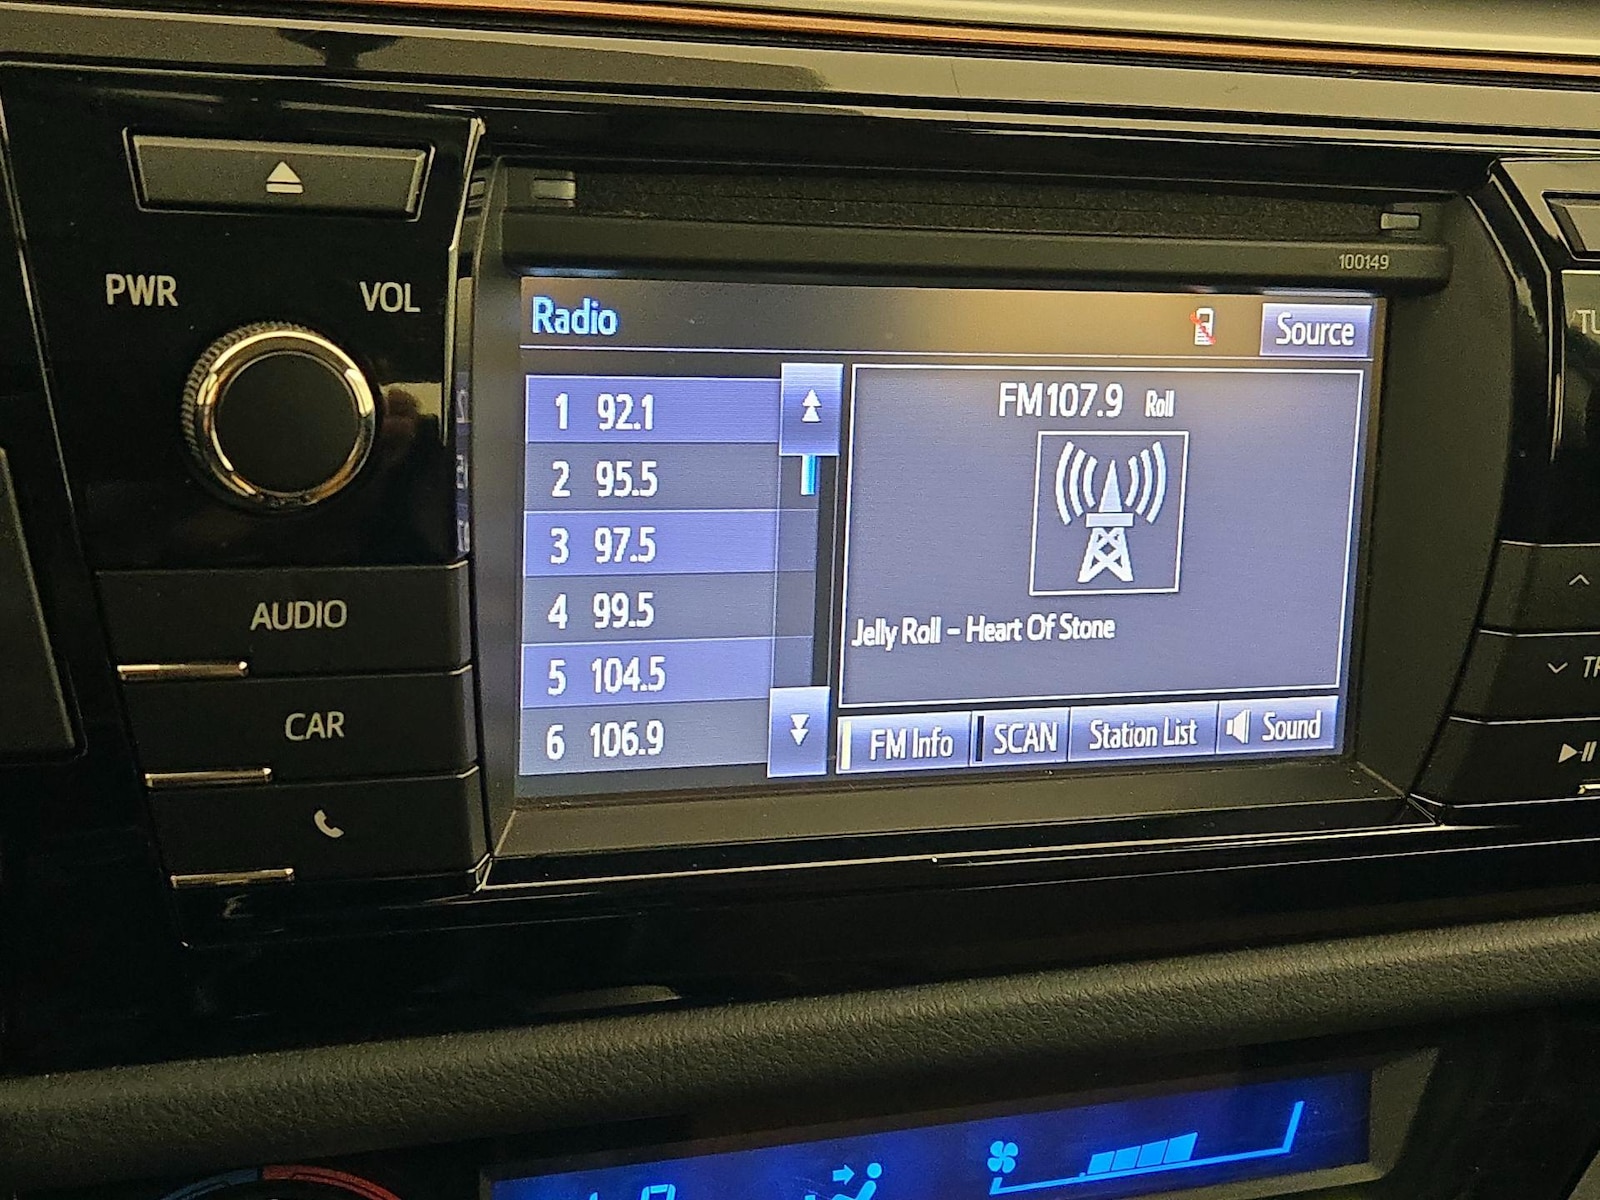 PWR
VOL
100149
Radio
Source
1 92.1
2 95.5
3 97.5
4 99.5
5 104.5
6 106.9
FM107.9 Roll
Jelly Roll - Heart Of Stone
FM Info
SCAN
Station List
Sound
AUDIO
CAR